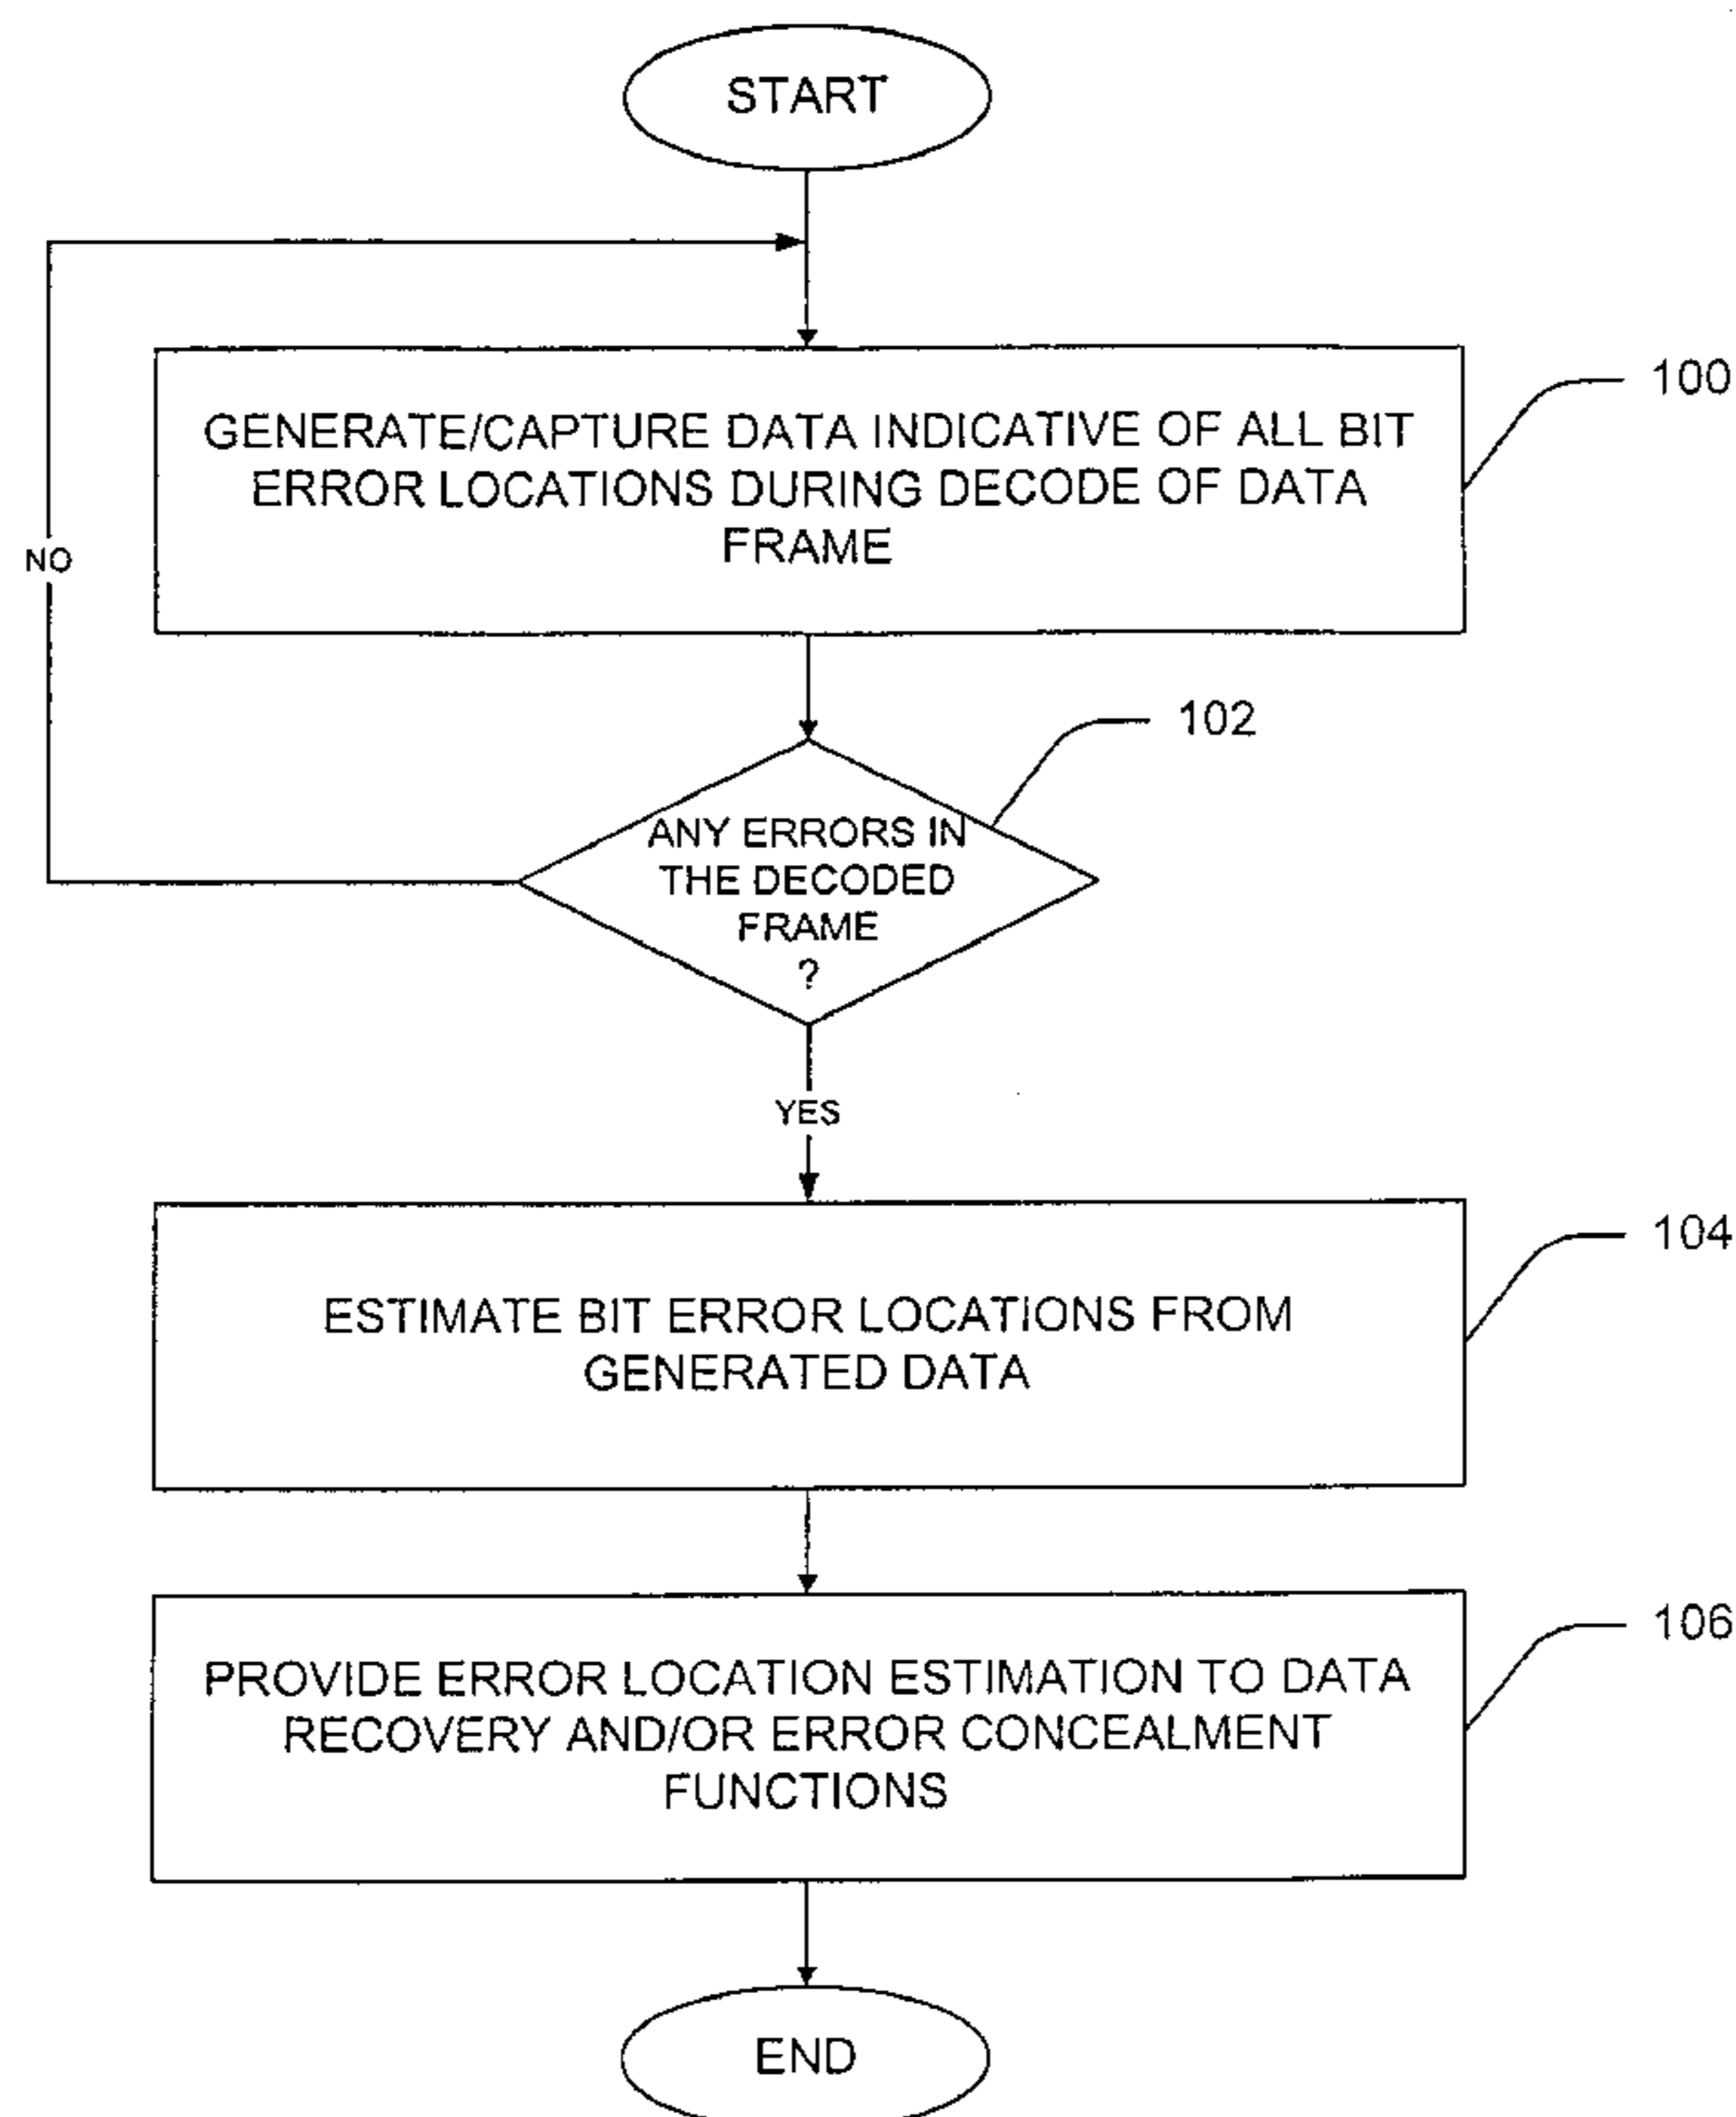 START
GENERATE/CAPTURE DATA INDICATIVE OF ALL BIT
ERROR LOCATIONS DURING DECODE OF DATA
FRAME
100
NO
102
ANY ERRORS IN
THE DECODED
FRAME
?
YES
ESTIMATE BIT ERROR LOCATIONS FROM
GENERATED DATA
104
PROVIDE ERROR LOCATION ESTIMATION TO DATA
RECOVERY AND/OR ERROR CONCEALMENT
FUNCTIONS
106
END